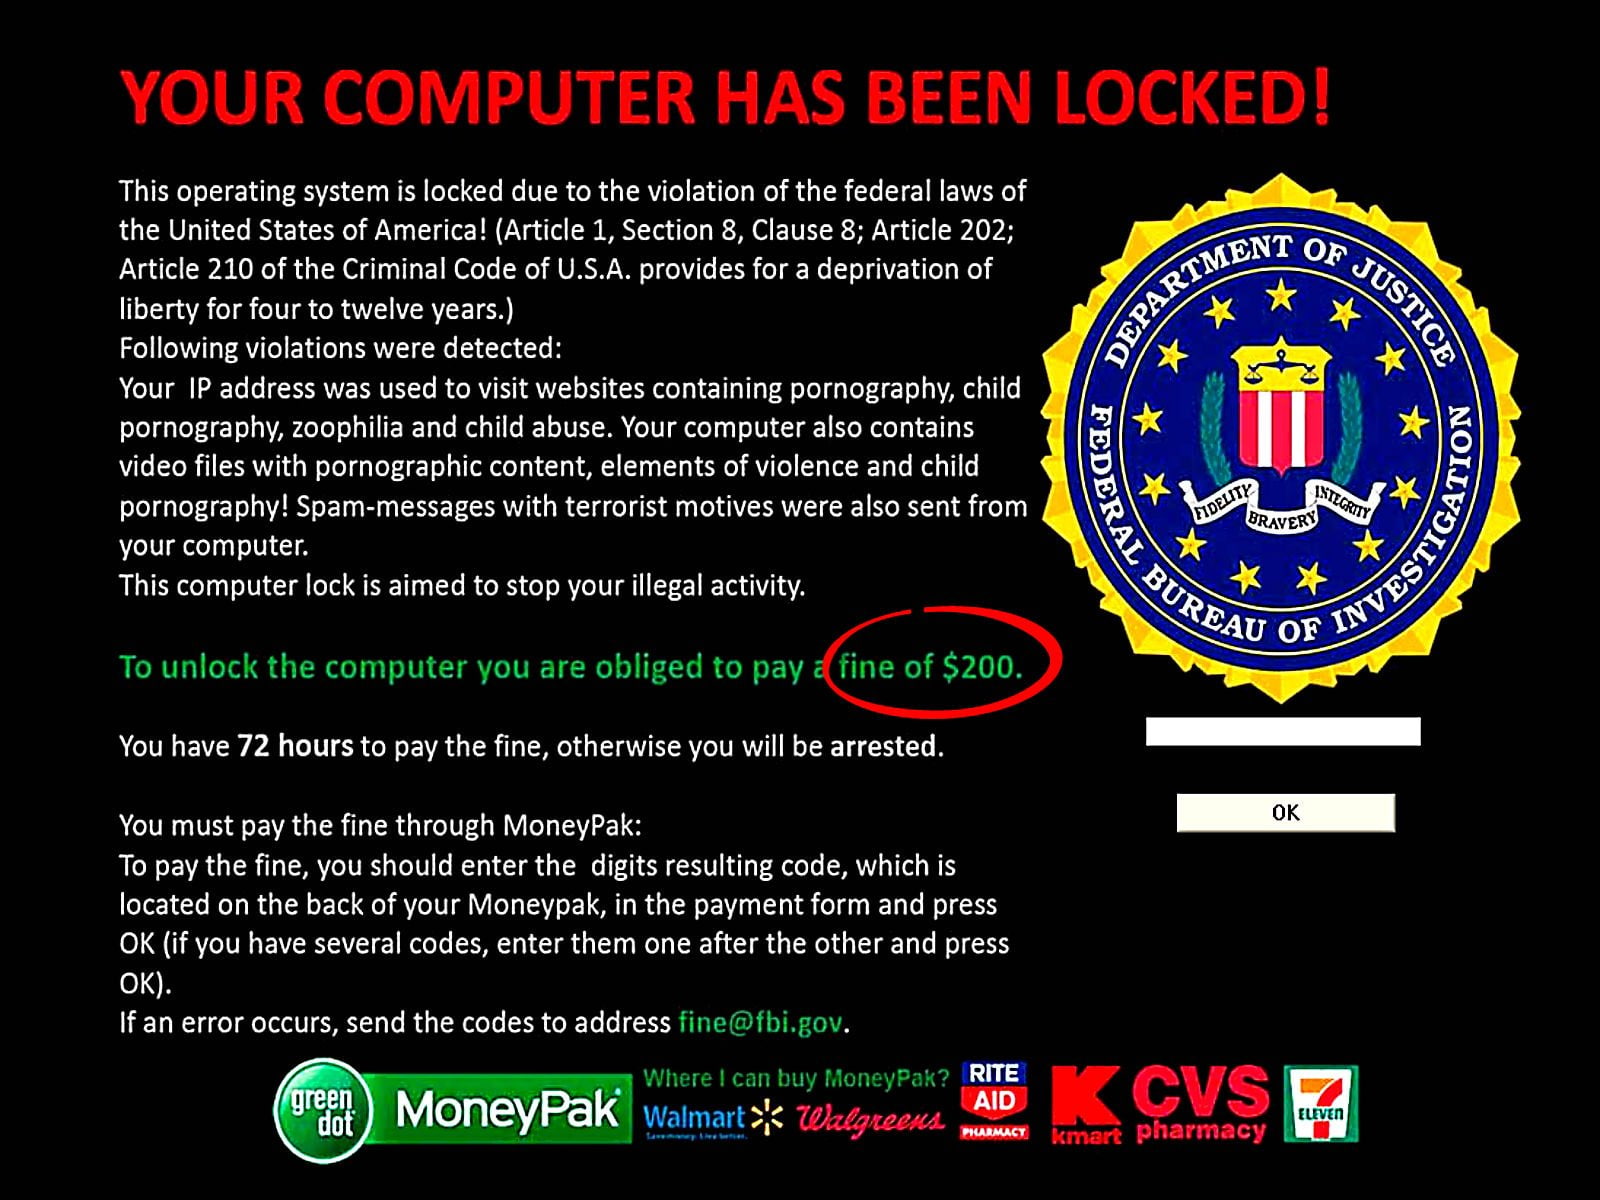 YOUR COMPUTER HAS BEEN LOCKED!
This operating system is locked due to the violation of the federal laws of
the United States of America! (Article 1, Section 8, Clause 8; Article 202;
Article 210 of the Criminal Code of U.S.A. provides for a deprivation of
liberty for four to twelve years.)
Following violations were detected:
Your  IP address was used to visit websites containing pornography, child
pornography, zoophilia and child abuse. Your computer also contains
video files with pornographic content, elements of violence and child
pornography! Spam-messages with terrorist motives were also sent from
your computer.
This computer lock is aimed to stop your illegal activity.
To unlock the computer you are obliged to pay a fine of $200.
You have 72 hours to pay the fine, otherwise you will be arrested.
You must pay the fine through MoneyPak:
To pay the fine, you should enter the  digits resulting code, which is
located on the back of your Moneypak, in the payment form and press
OK (if you have several codes, enter them one after the other and press
OK).
If an error occurs, send the codes to address fine@fbi.gov.
DEPARTMENT OF JUSTICE
FEDERAL BUREAU OF INVESTIGATION
FIDELITY BRAVERY INTEGRITY
OK
green dot MoneyPak
Where I can buy MoneyPak?
Walmart
Save money. Live better.
Walgreens
RITE
AID
PHARMACY
K
kmart
CVS
pharmacy
7
ELEVEN